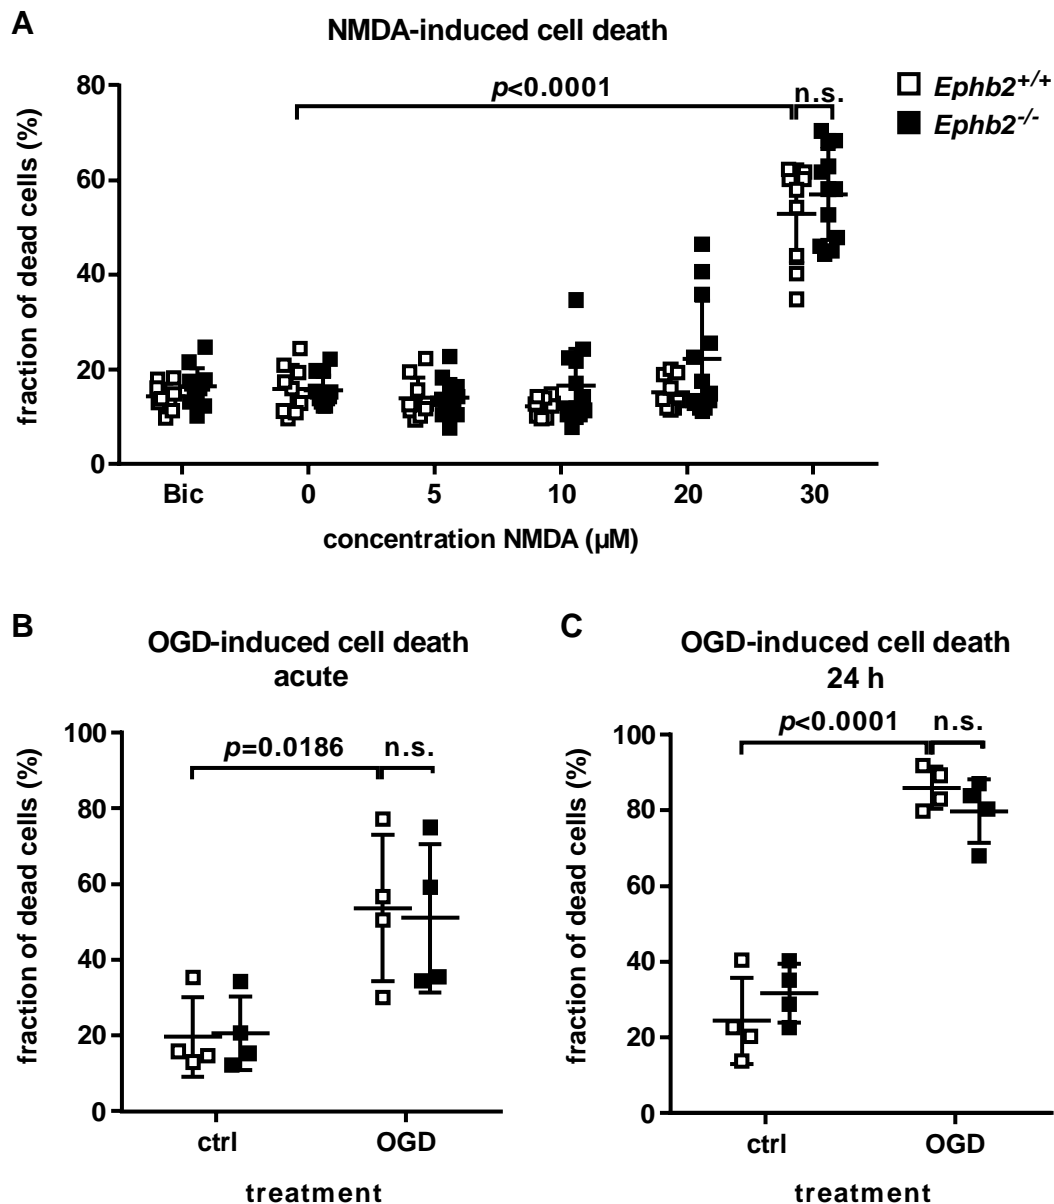 A
NMDA-induced cell death
p<0.0001
n.s.
Ephb2+/+
Ephb2-/-
fraction of dead cells (%)
80
60
40
20
0
Bic 0 5 10 20 30
concentration NMDA (µM)
B
OGD-induced cell death
acute
p=0.0186
n.s.
fraction of dead cells (%)
100
80
60
40
20
0
ctrl OGD
treatment
C
OGD-induced cell death
24 h
p<0.0001
n.s.
fraction of dead cells (%)
100
80
60
40
20
0
ctrl OGD
treatment